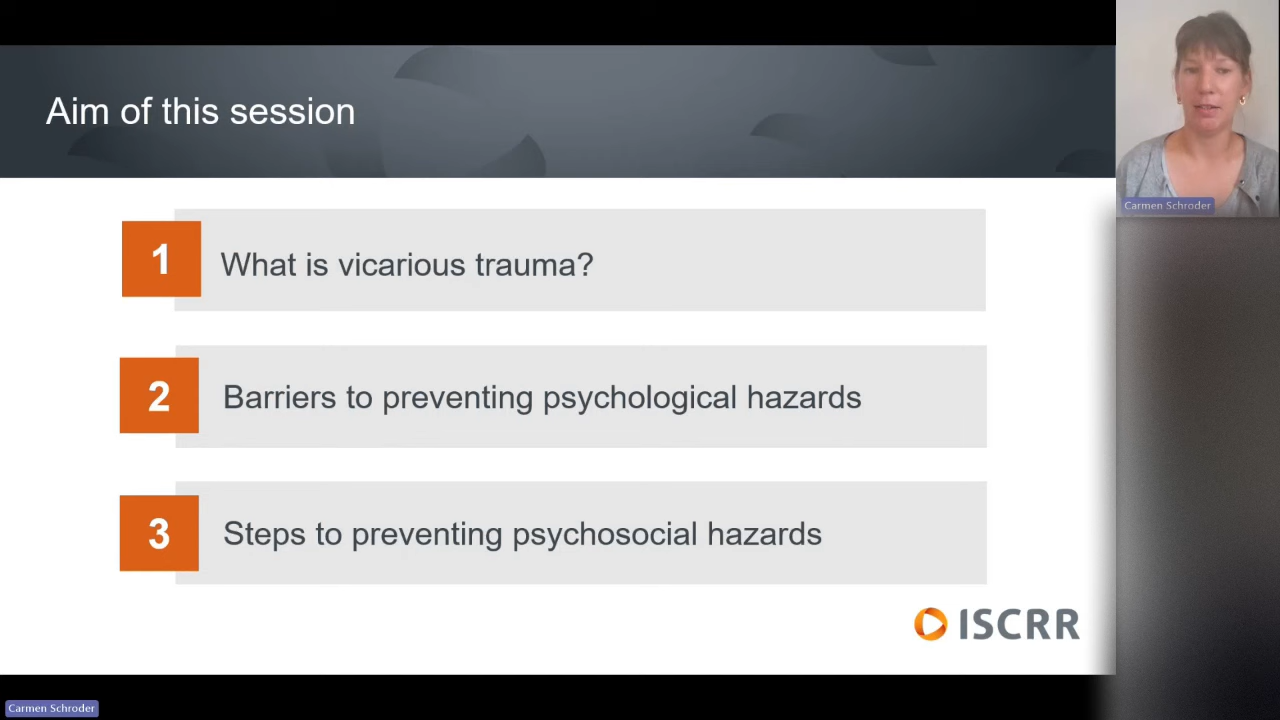 Aim of this session
1
What is vicarious trauma?
2
Barriers to preventing psychological hazards
3
Steps to preventing psychosocial hazards
ISCRR
Carmen Schroder
Carmen Schroder